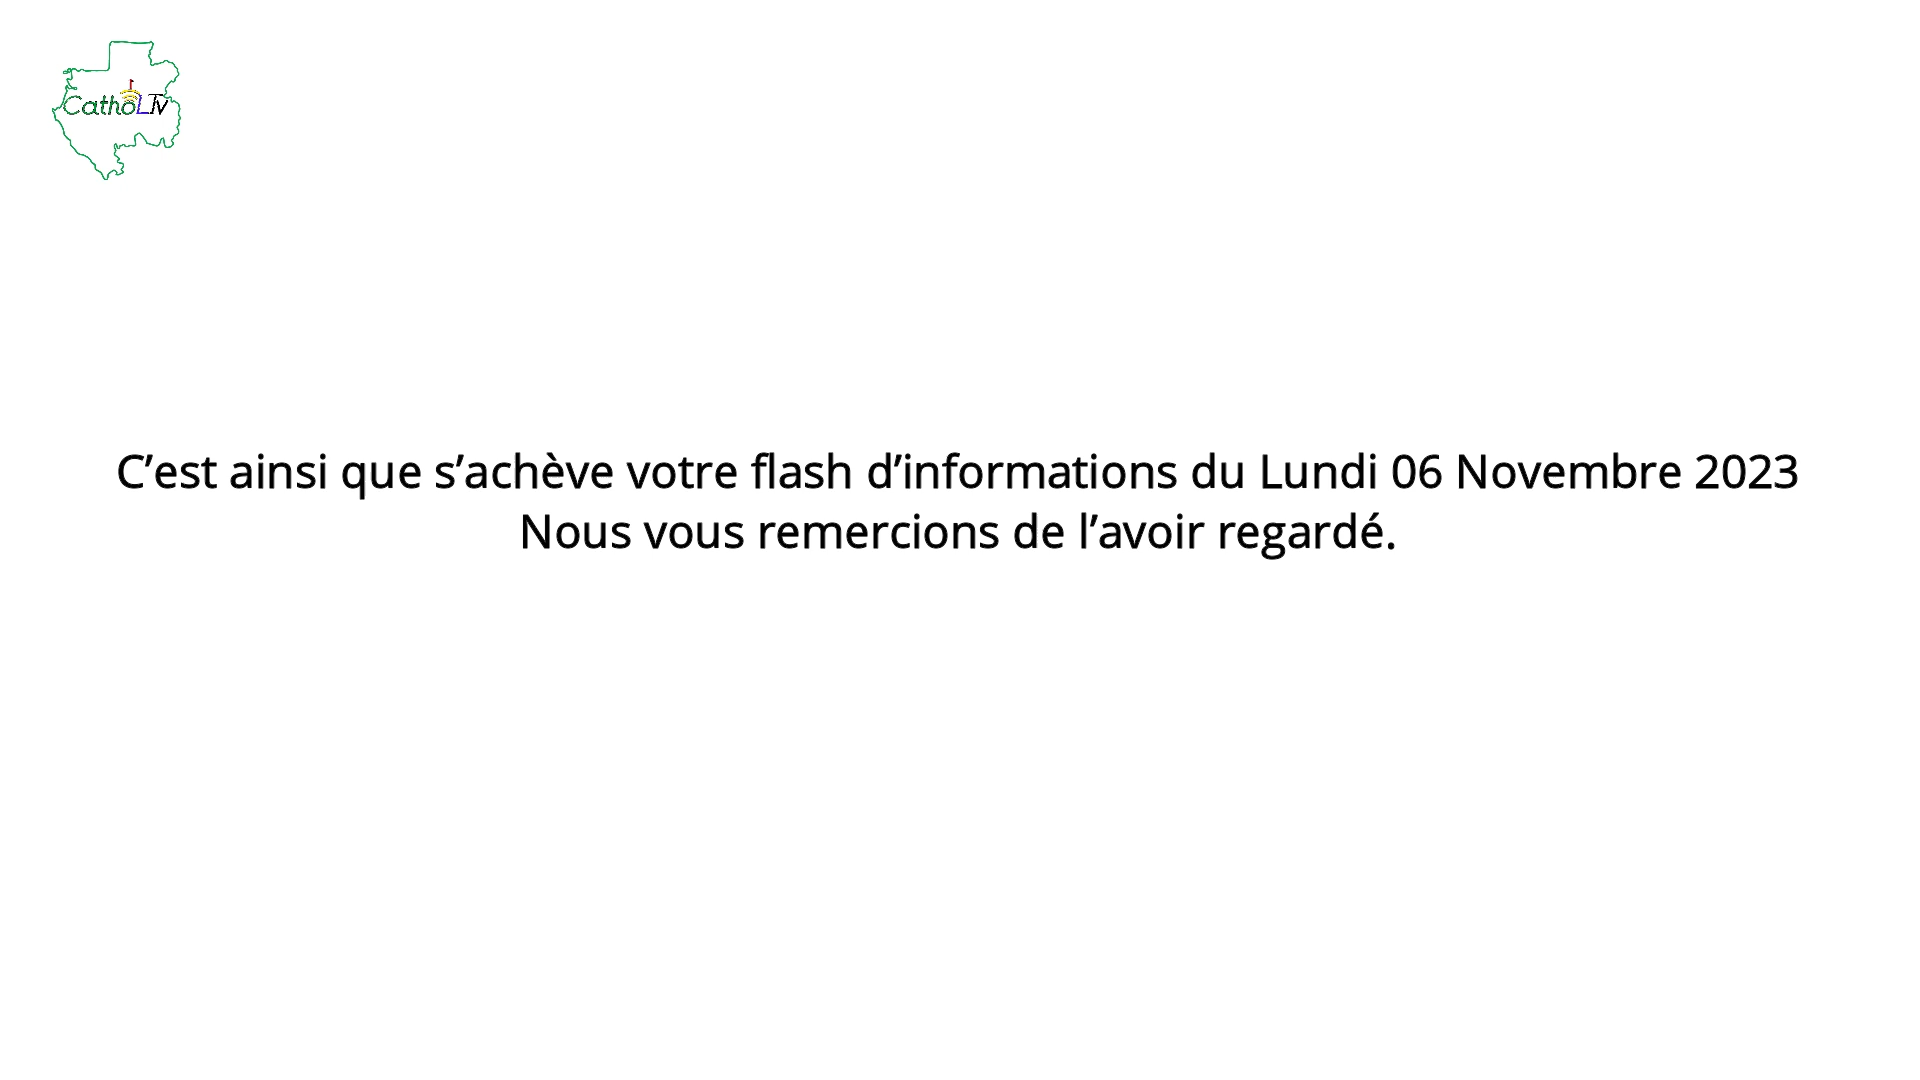 CathoLTv
C’est ainsi que s’achève votre flash d’informations du Lundi 06 Novembre 2023
Nous vous remercions de l’avoir regardé.